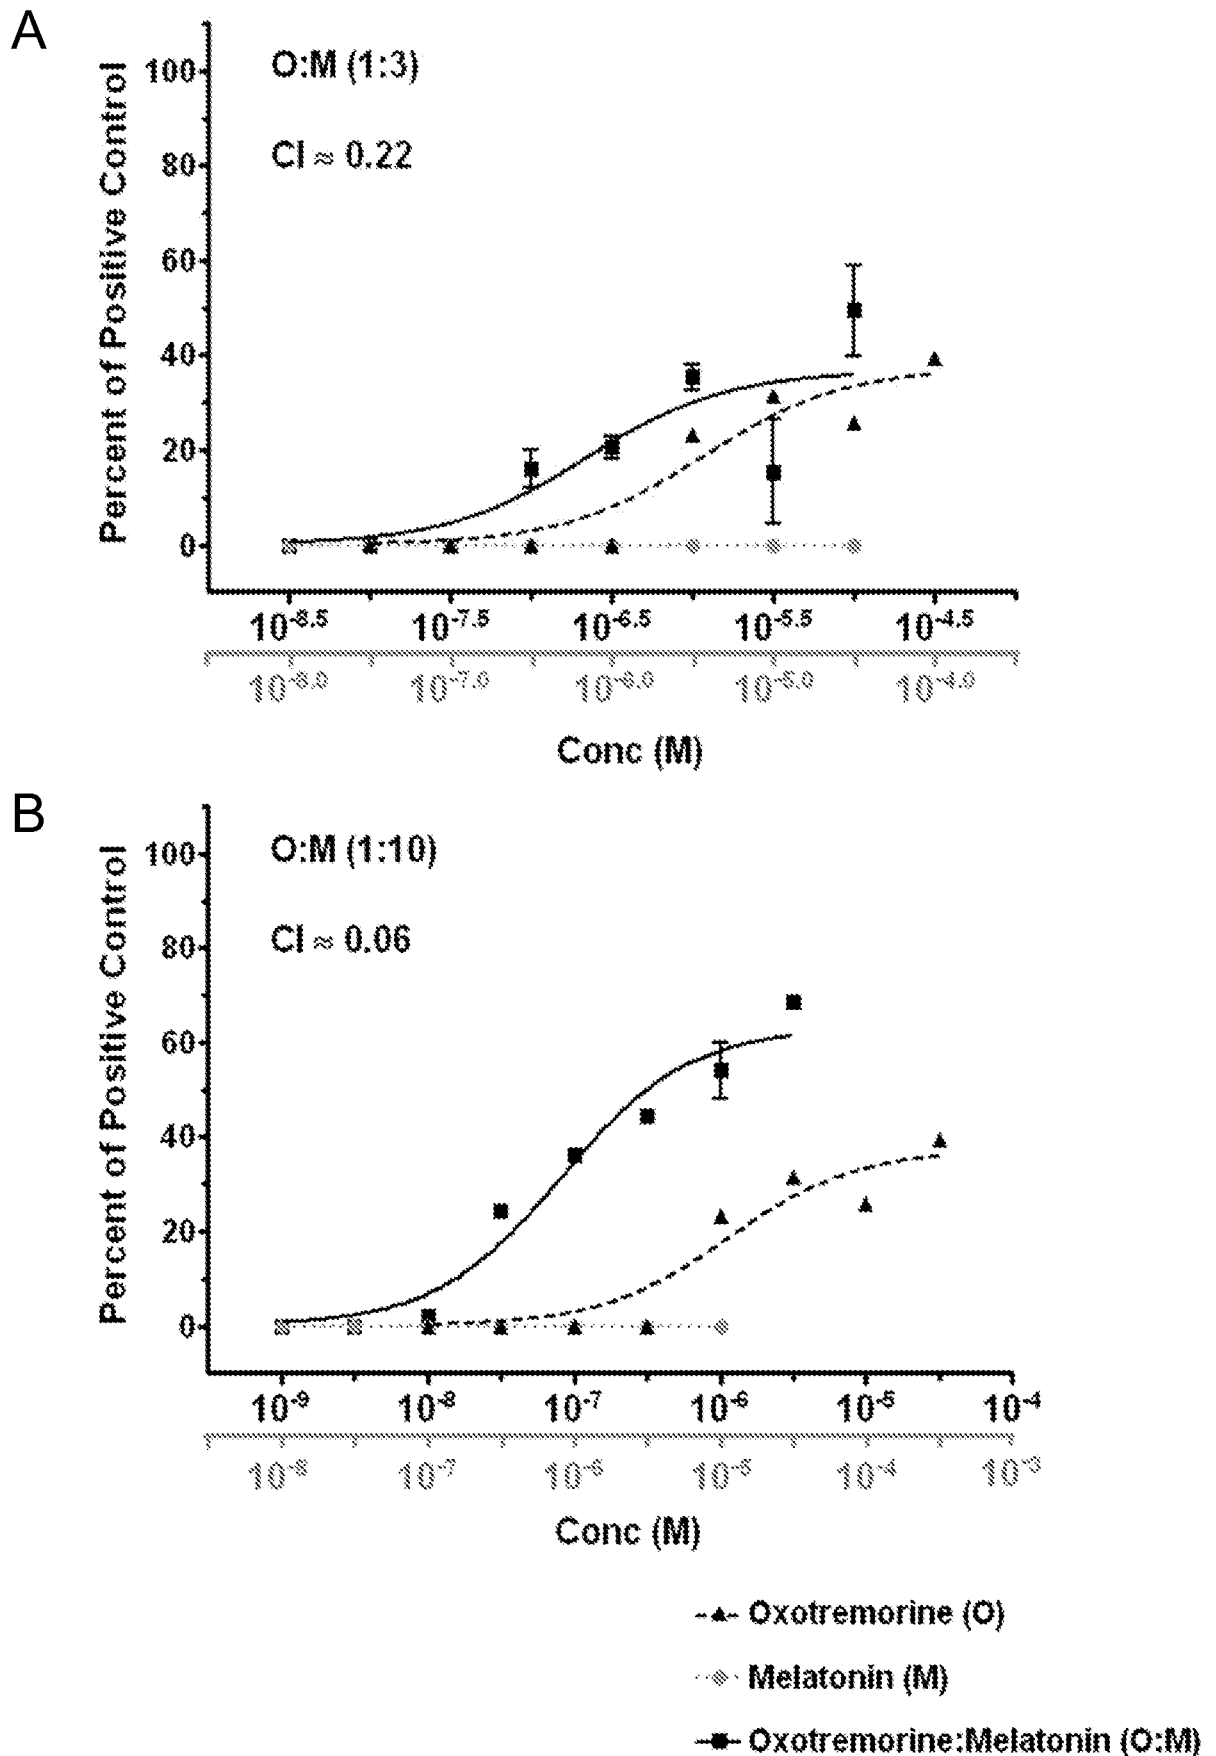 A
O:M (1:3)
CI ≈ 0.22
Percent of Positive Control
100
80
60
40
20
0
10^-8.5 10^-7.5 10^-6.5 10^-5.5 10^-4.5
10^-8.0 10^-7.0 10^-6.0 10^-5.0 10^-4.0
Conc (M)
B
O:M (1:10)
CI ≈ 0.06
Percent of Positive Control
100
80
60
40
20
0
10^-9 10^-8 10^-7 10^-6 10^-5 10^-4
10^-8 10^-7 10^-6 10^-5 10^-4 10^-3
Conc (M)
Oxotremorine (O)
Melatonin (M)
Oxotremorine:Melatonin (O:M)